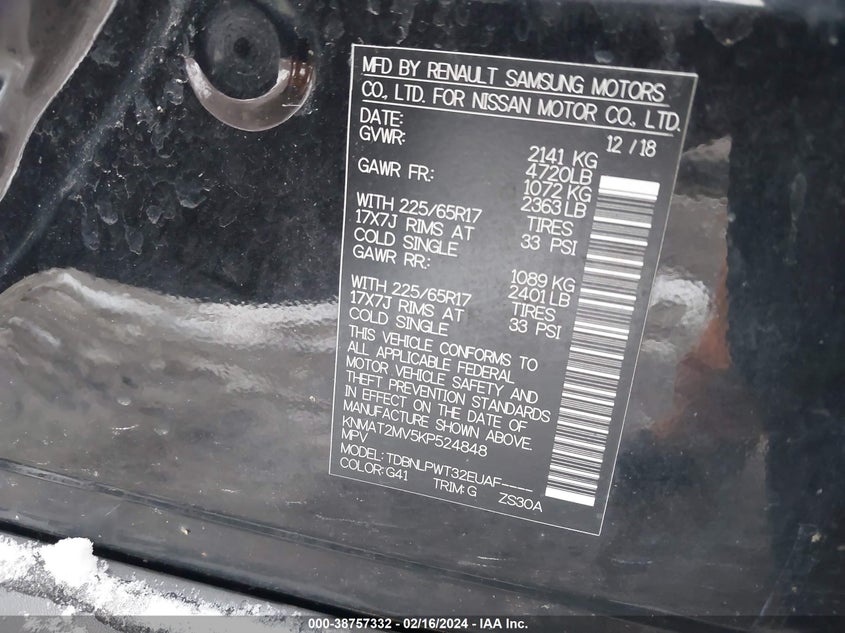 MFD BY RENAULT SAMSUNG MOTORS
CO., LTD. FOR NISSAN MOTOR CO., LTD.
DATE: 12 / 18
GVWR: 2141 KG
4720LB
GAWR FR: 1072 KG
2363LB
WITH 225/65R17 TIRES
17X7J RIMS AT 33 PSI
COLD SINGLE
GAWR RR: 1089 KG
2401LB
WITH 225/65R17 TIRES
17X7J RIMS AT 33 PSI
COLD SINGLE
THIS VEHICLE CONFORMS TO
ALL APPLICABLE FEDERAL
MOTOR VEHICLE SAFETY AND
THEFT PREVENTION STANDARDS
IN EFFECT ON THE DATE OF
MANUFACTURE SHOWN ABOVE.
KNMAT2MV5KP524848
MPV
MODEL: TDBNLPWT32EUAF-----
COLOR: G41 TRIM: G ZS30A
000-38757332 - 02/16/2024 - IAA Inc.